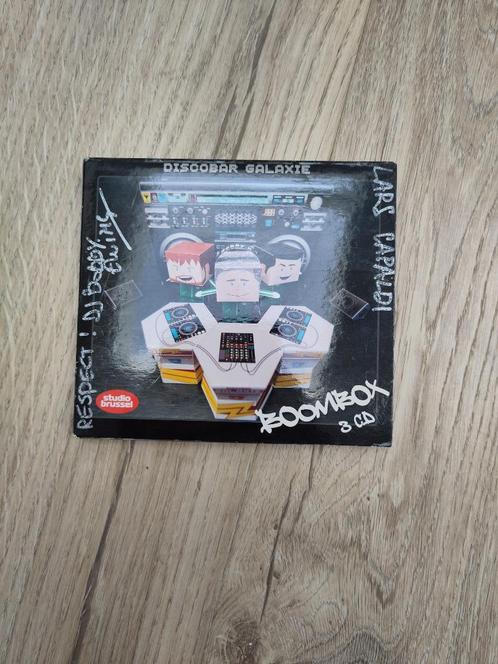 DISCOBAR GALAXIE
RESPECT! DJ BOBBY EWING
LARS CAPALDI
studio
brussel
BOOMBOX
3 CD